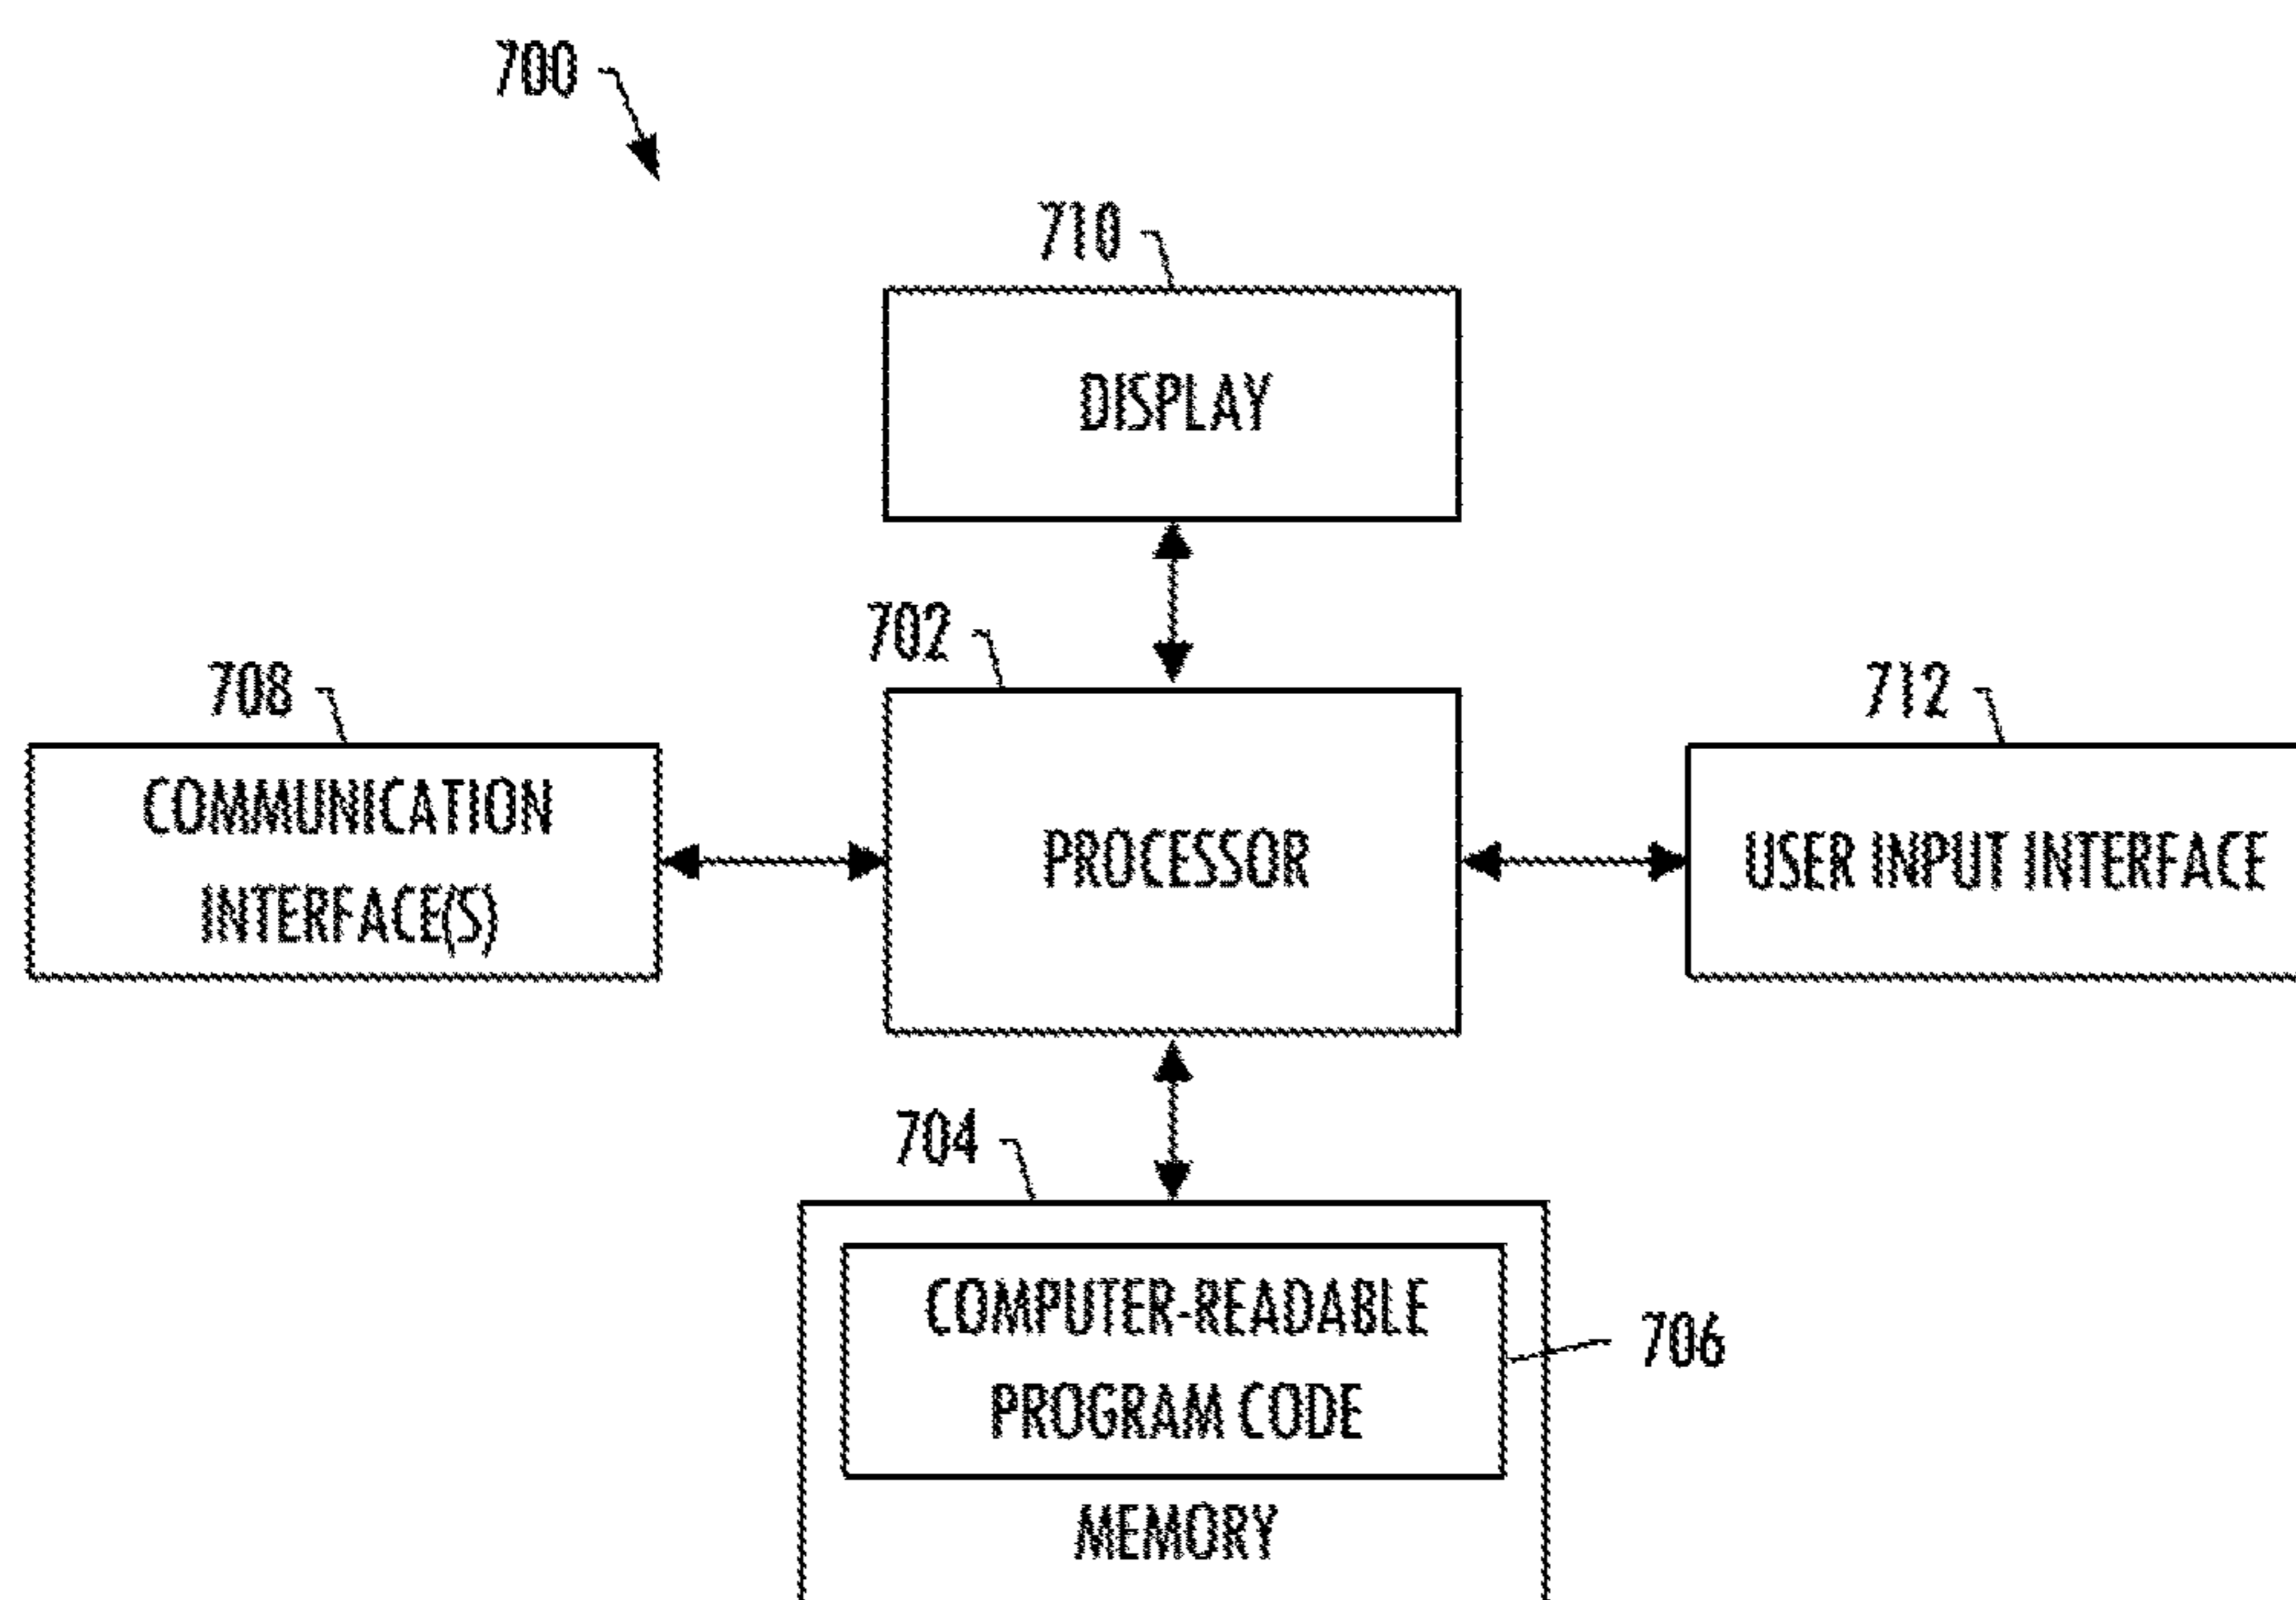 700
710
DISPLAY
702
708
712
COMMUNICATION
INTERFACE(S)
PROCESSOR
USER INPUT INTERFACE
704
COMPUTER-READABLE
PROGRAM CODE
706
MEMORY